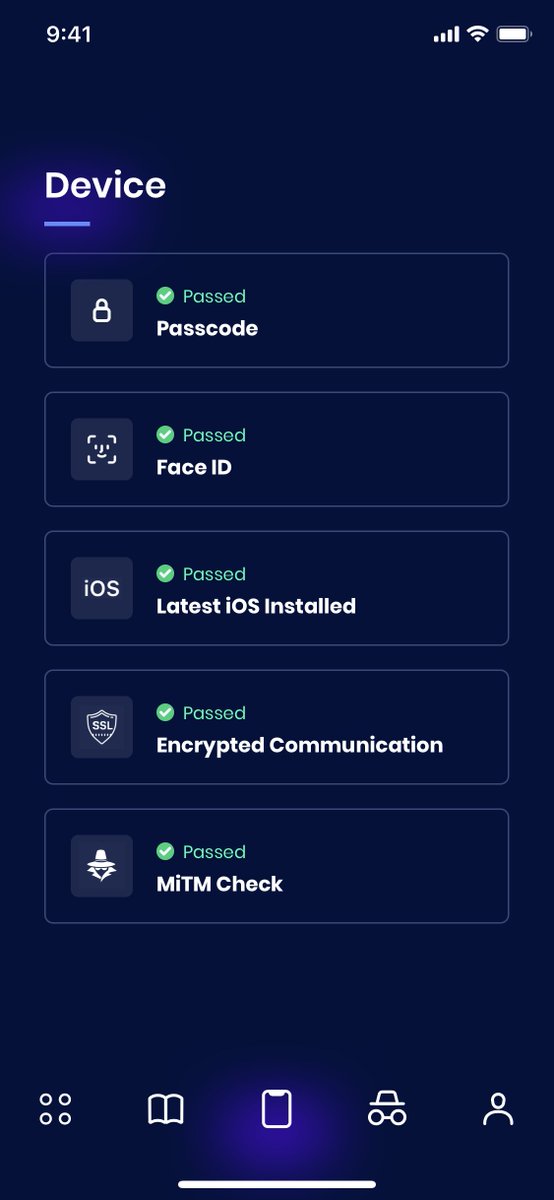 9:41
Device
Passed
Passcode
Passed
Face ID
iOS
Passed
Latest iOS Installed
SSL
Passed
Encrypted Communication
Passed
MiTM Check